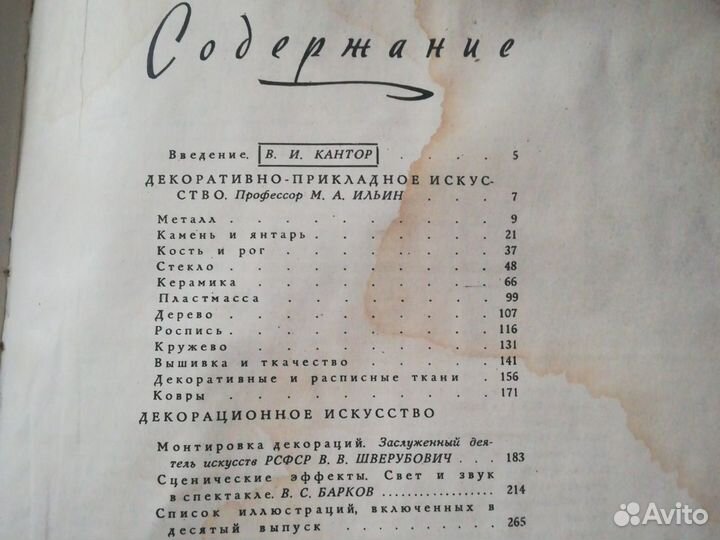 Содержание
Введение. В. И. КАНТОР . . . . 5
ДЕКОРАТИВНО-ПРИКЛАДНОЕ ИСКУС-
СТВО. Профессор М. А. ИЛЬИН . . . 7
Металл . . . . . . . . . . 9
Камень и янтарь . . . . . . . 21
Кость и рог . . . . . . . . 37
Стекло . . . . . . . . . . 48
Керамика . . . . . . . . . 66
Пластмасса . . . . . . . . 99
Дерево . . . . . . . . . . 107
Роспись . . . . . . . . . . 116
Кружево . . . . . . . . . 131
Вышивка и ткачество . . . . . 141
Декоративные и расписные ткани . 156
Ковры . . . . . . . . . . 171
ДЕКОРАЦИОННОЕ ИСКУССТВО
Монтировка декораций. Заслуженный дея-
тель искусств РСФСР В. В. ШВЕРУБОВИЧ . . . 183
Сценические эффекты. Свет и звук
в спектакле. В. С. БАРКОВ . . . . . . . . 214
Список иллюстраций, включенных в
десятый выпуск . . . . . . . 265
Avito